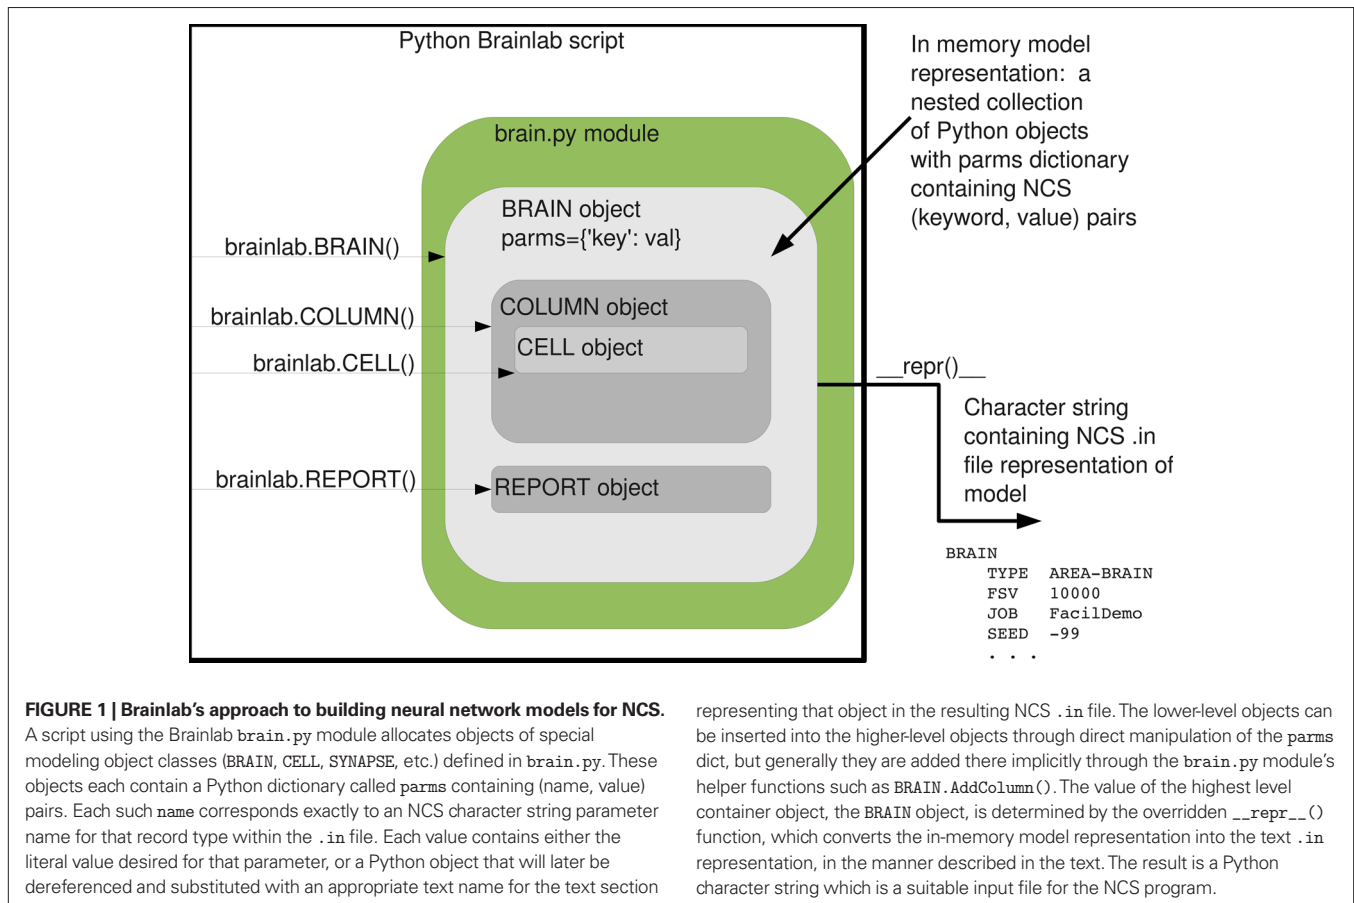 Python Brainlab script
In memory model
representation:  a
nested collection
of Python objects
with parms dictionary
containing NCS
(keyword, value) pairs
brain.py module
BRAIN object
parms={'key': val}
brainlab.BRAIN()
COLUMN object
brainlab.COLUMN()
CELL object
brainlab.CELL()
__repr()__
Character string
containing NCS .in
file representation of
model
brainlab.REPORT()
REPORT object
BRAIN
TYPE  AREA-BRAIN
FSV   10000
JOB   FacilDemo
SEED  -99
. . .
FIGURE 1 | Brainlab's approach to building neural network models for NCS.
A script using the Brainlab brain.py module allocates objects of special
modeling object classes (BRAIN, CELL, SYNAPSE, etc.) defined in brain.py. These
objects each contain a Python dictionary called parms containing (name, value)
pairs. Each such name corresponds exactly to an NCS character string parameter
name for that record type within the .in file. Each value contains either the
literal value desired for that parameter, or a Python object that will later be
dereferenced and substituted with an appropriate text name for the text section
representing that object in the resulting NCS .in file. The lower-level objects can
be inserted into the higher-level objects through direct manipulation of the parms
dict, but generally they are added there implicitly through the brain.py module's
helper functions such as BRAIN.AddColumn(). The value of the highest level
container object, the BRAIN object, is determined by the overridden __repr__()
function, which converts the in-memory model representation into the text .in
representation, in the manner described in the text. The result is a Python
character string which is a suitable input file for the NCS program.